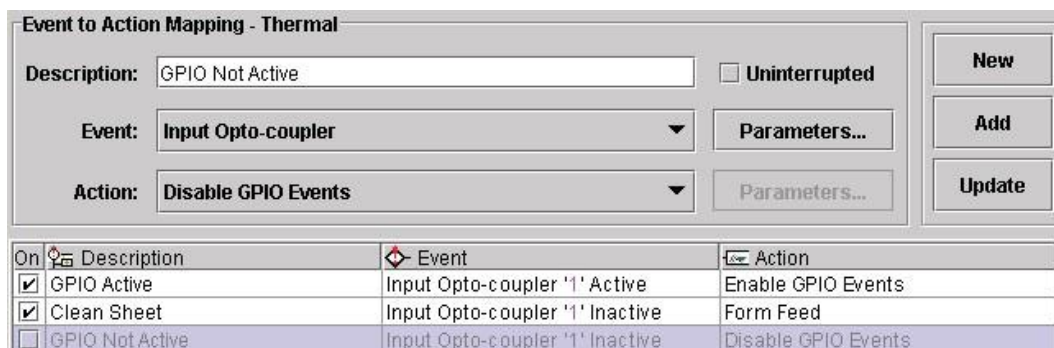 Event to Action Mapping - Thermal
Description: GPIO Not Active Uninterrupted New
Event: Input Opto-coupler Parameters... Add
Action: Disable GPIO Events Parameters... Update
On Description Event Action
GPIO Active Input Opto-coupler '1' Active Enable GPIO Events
Clean Sheet Input Opto-coupler '1' Inactive Form Feed
GPIO Not Active Input Opto-coupler '1' Inactive Disable GPIO Events